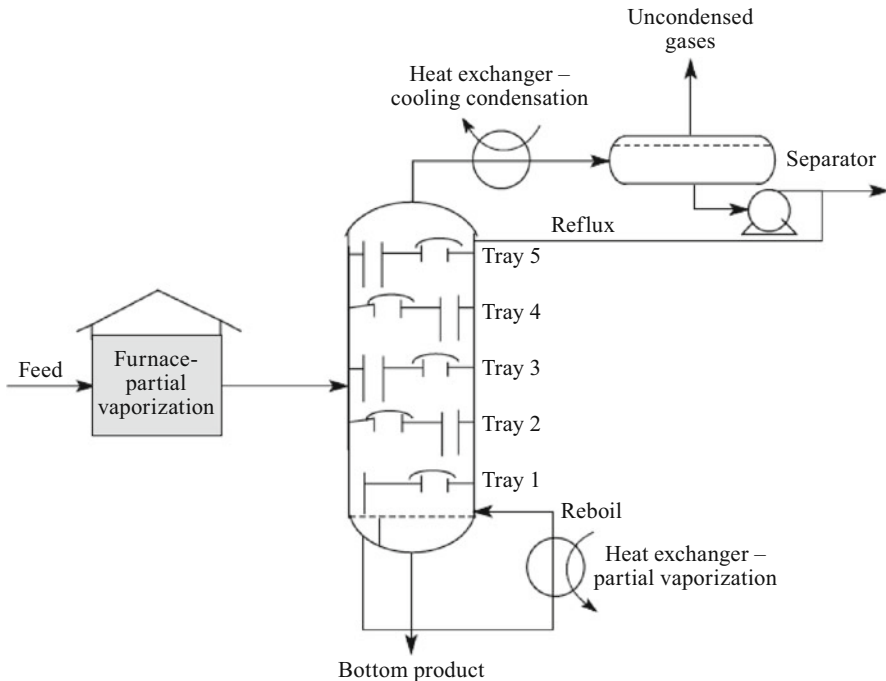 Uncondensed
gases
Heat exchanger –
cooling condensation
Separator
Reflux
Tray 5
Tray 4
Feed
Furnace-
partial
vaporization
Tray 3
Tray 2
Tray 1
Reboil
Heat exchanger –
partial vaporization
Bottom product